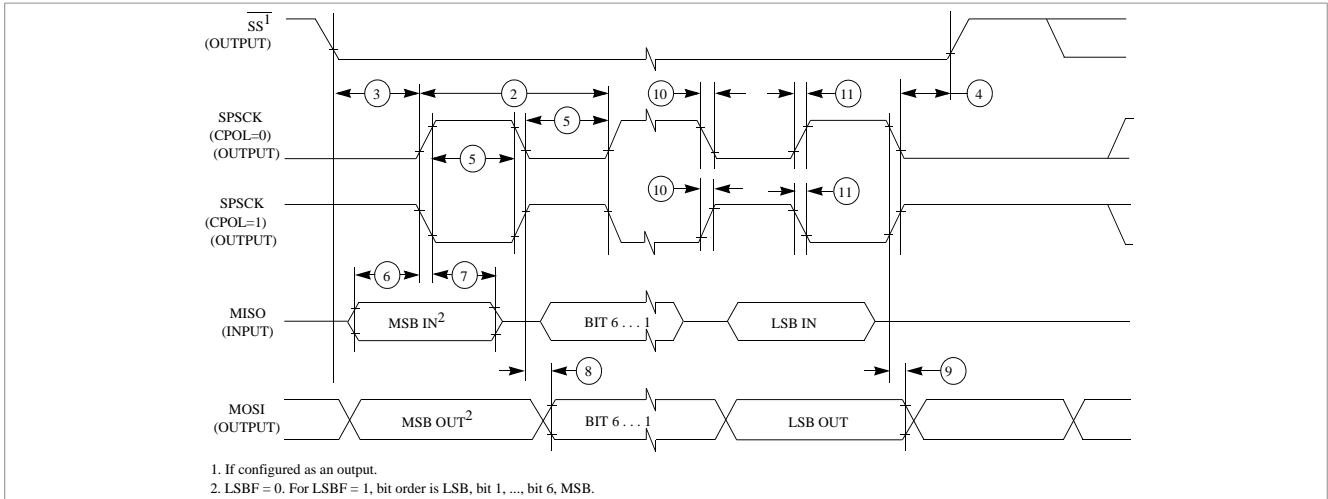 SS1
(OUTPUT)
3
2
10
11
4
SPSCK
(CPOL=0)
(OUTPUT)
5
5
10
11
SPSCK
(CPOL=1)
(OUTPUT)
6
7
MISO
(INPUT)
MSB IN2
BIT 6 . . . 1
LSB IN
8
9
MOSI
(OUTPUT)
MSB OUT2
BIT 6 . . . 1
LSB OUT
1. If configured as an output.
2. LSBF = 0. For LSBF = 1, bit order is LSB, bit 1, ..., bit 6, MSB.